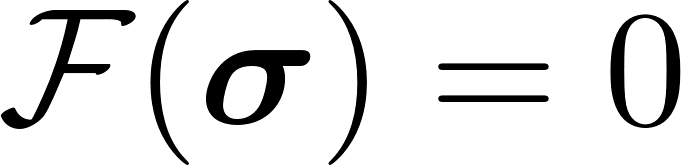 ℱ(𝝈) = 0